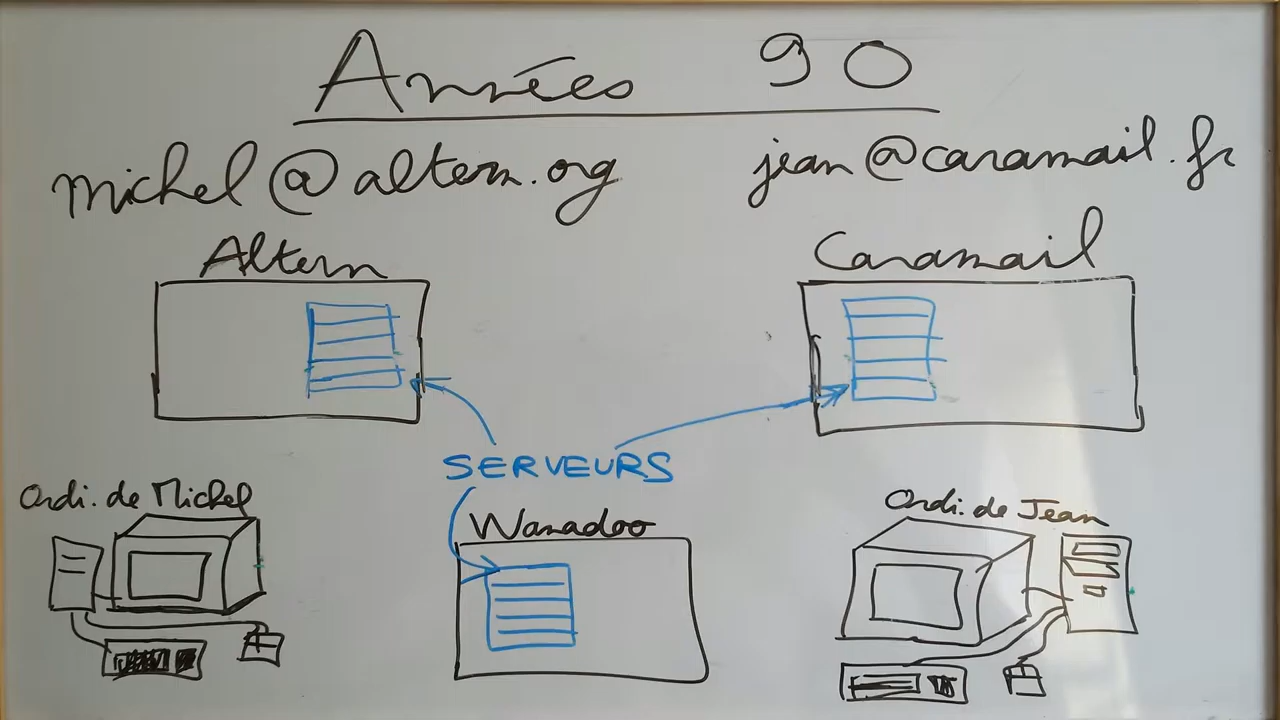 Années 90
michel@altern.org
jean@caramail.fr
Altern
Caramail
SERVEURS
Ordi. de Michel
Wanadoo
Ordi. de Jean